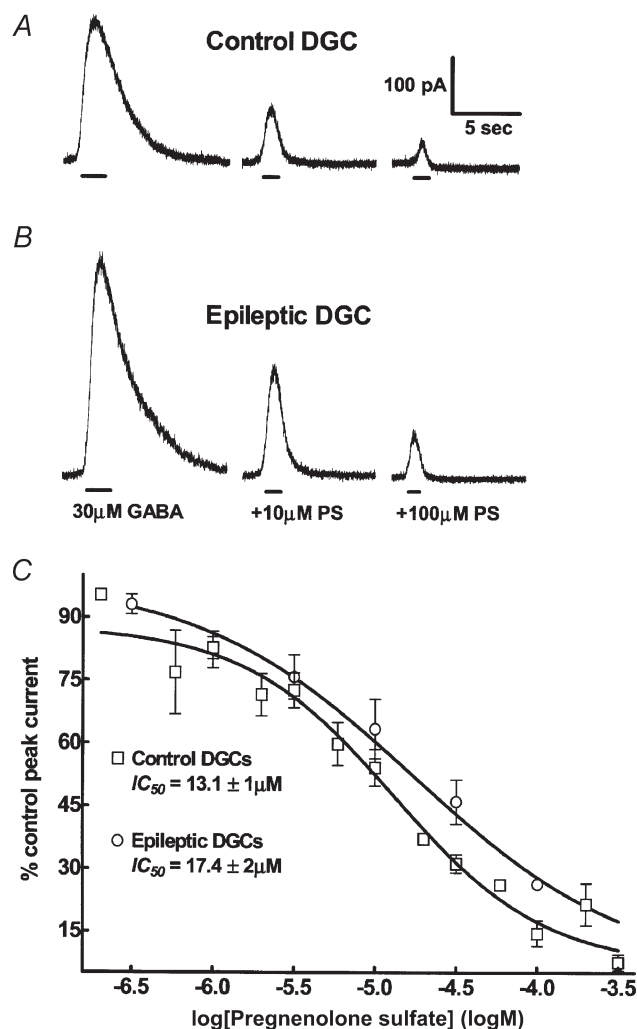 A
Control DGC
100 pA
5 sec
B
Epileptic DGC
30μM GABA
+10μM PS
+100μM PS
C
% control peak current
90
75
60
45
30
15
Control DGCs
IC50 = 13.1 ± 1μM
Epileptic DGCs
IC50 = 17.4 ± 2μM
-6.5
-6.0
-5.5
-5.0
-4.5
-4.0
-3.5
log[Pregnenolone sulfate] (logM)